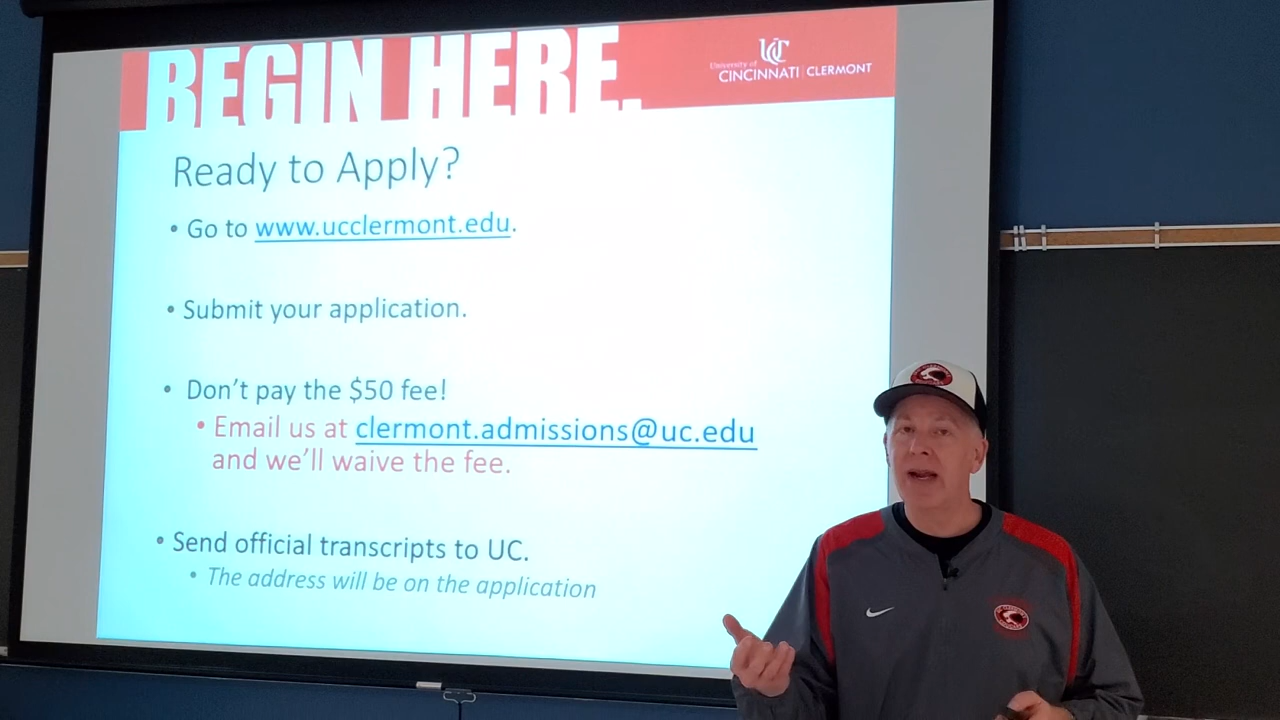 BEGIN HERE.
University of
UC
CINCINNATI | CLERMONT
Ready to Apply?
• Go to www.ucclermont.edu.
• Submit your application.
• Don't pay the $50 fee!
• Email us at clermont.admissions@uc.edu
and we'll waive the fee.
• Send official transcripts to UC.
• The address will be on the application